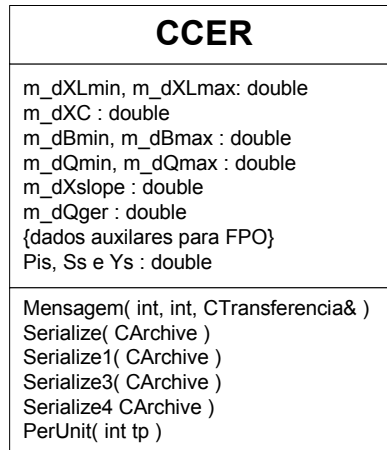 CCER
m_dXLmin, m_dXLmax: double
m_dXC : double
m_dBmin, m_dBmax : double
m_dQmin, m_dQmax : double
m_dXslope : double
m_dQger : double
{dados auxilares para FPO}
Pis, Ss e Ys : double
Mensagem( int, int, CTransferencia& )
Serialize( CArchive )
Serialize1( CArchive )
Serialize3( CArchive )
Serialize4 CArchive )
PerUnit( int tp )